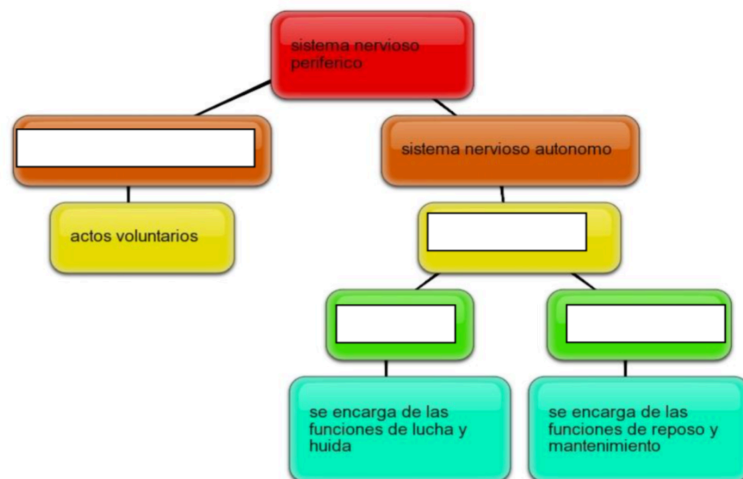 sistema nervioso
periferico
sistema nervioso autonomo
actos voluntarios
se encarga de las
funciones de lucha y
huida
se encarga de las
funciones de reposo y
mantenimiento